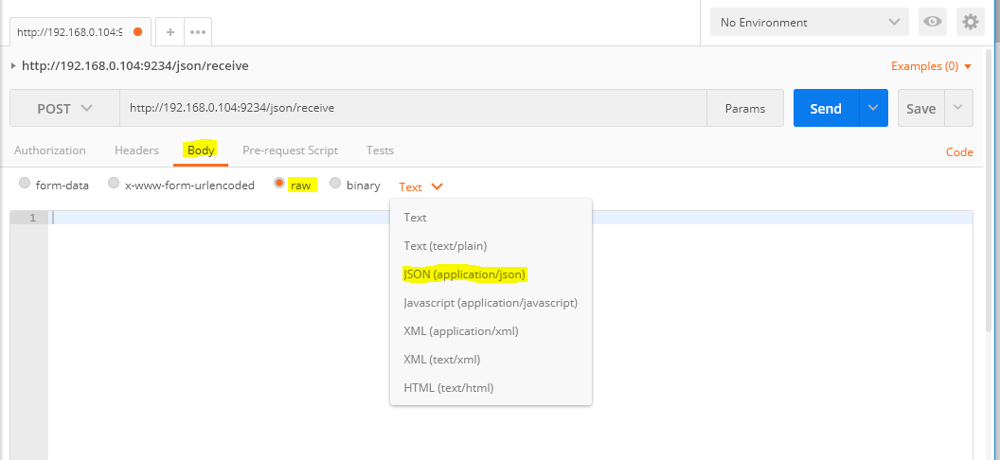 http://192.168.0.104:9 + •••
No Environment
http://192.168.0.104:9234/json/receive
Examples (0)
POST http://192.168.0.104:9234/json/receive Params Send Save
Authorization Headers Body Pre-request Script Tests Code
form-data x-www-form-urlencoded raw binary Text
1
Text
Text (text/plain)
JSON (application/json)
Javascript (application/javascript)
XML (application/xml)
XML (text/xml)
HTML (text/html)